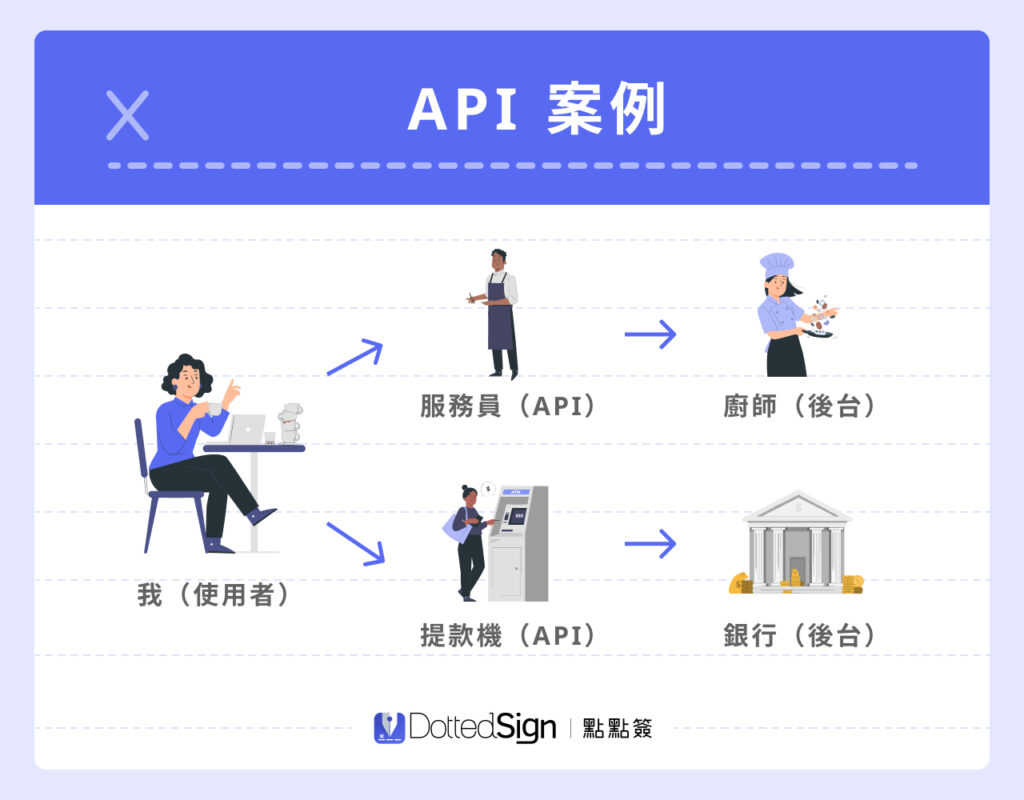 API 案例
服務員（API）
廚師（後台）
ATM
$
$
我（使用者）
提款機（API）
銀行（後台）
DottedSign | 點點簽